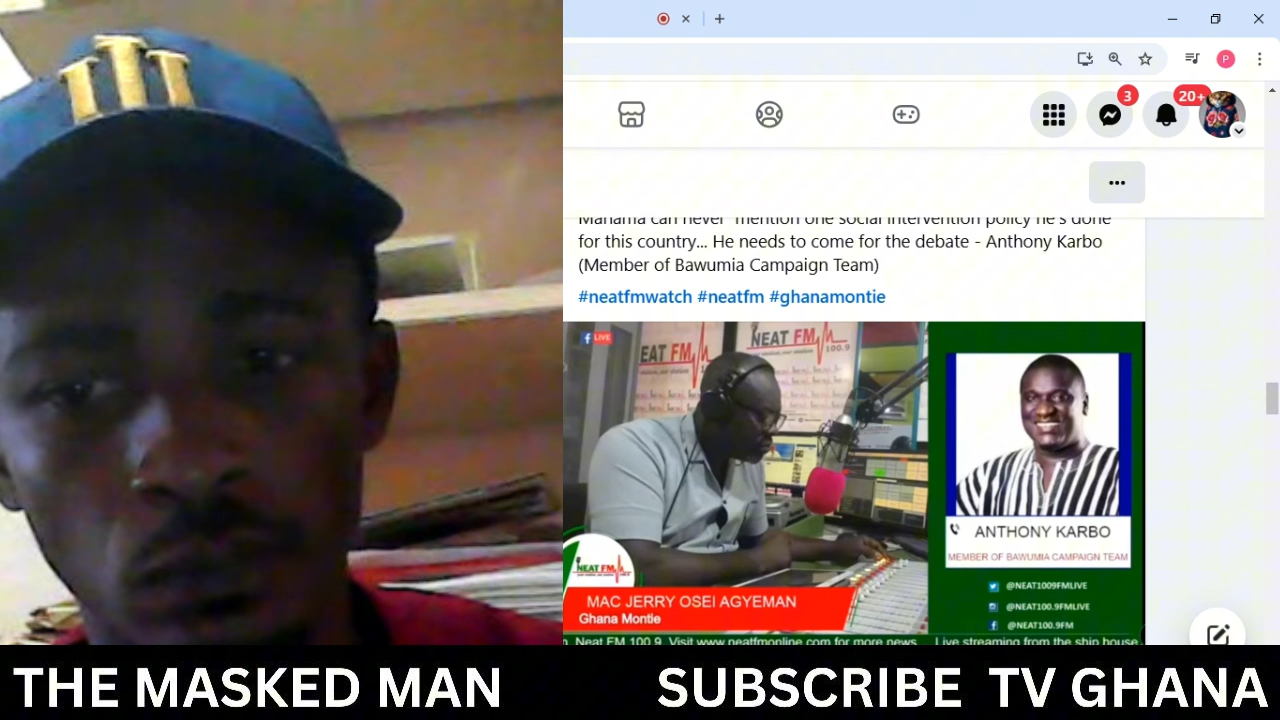 3
20+
P
Mahama can never mention one social intervention policy he's done
for this country... He needs to come for the debate - Anthony Karbo
(Member of Bawumia Campaign Team)
#neatfmwatch #neatfm #ghanamontie
LIVE
EAT FM
NEAT FM
100.9
NEAT FM
ANTHONY KARBO
MEMBER OF BAWUMIA CAMPAIGN TEAM
@NEAT1009FMLIVE
@NEAT100.9FMLIVE
@NEAT100.9FM
MAC JERRY OSEI AGYEMAN
Ghana Montie
Neat FM 100.9. Visit www.neatfmonline.com for more news
Live streaming from the ship house
THE MASKED MAN
SUBSCRIBE TV GHANA